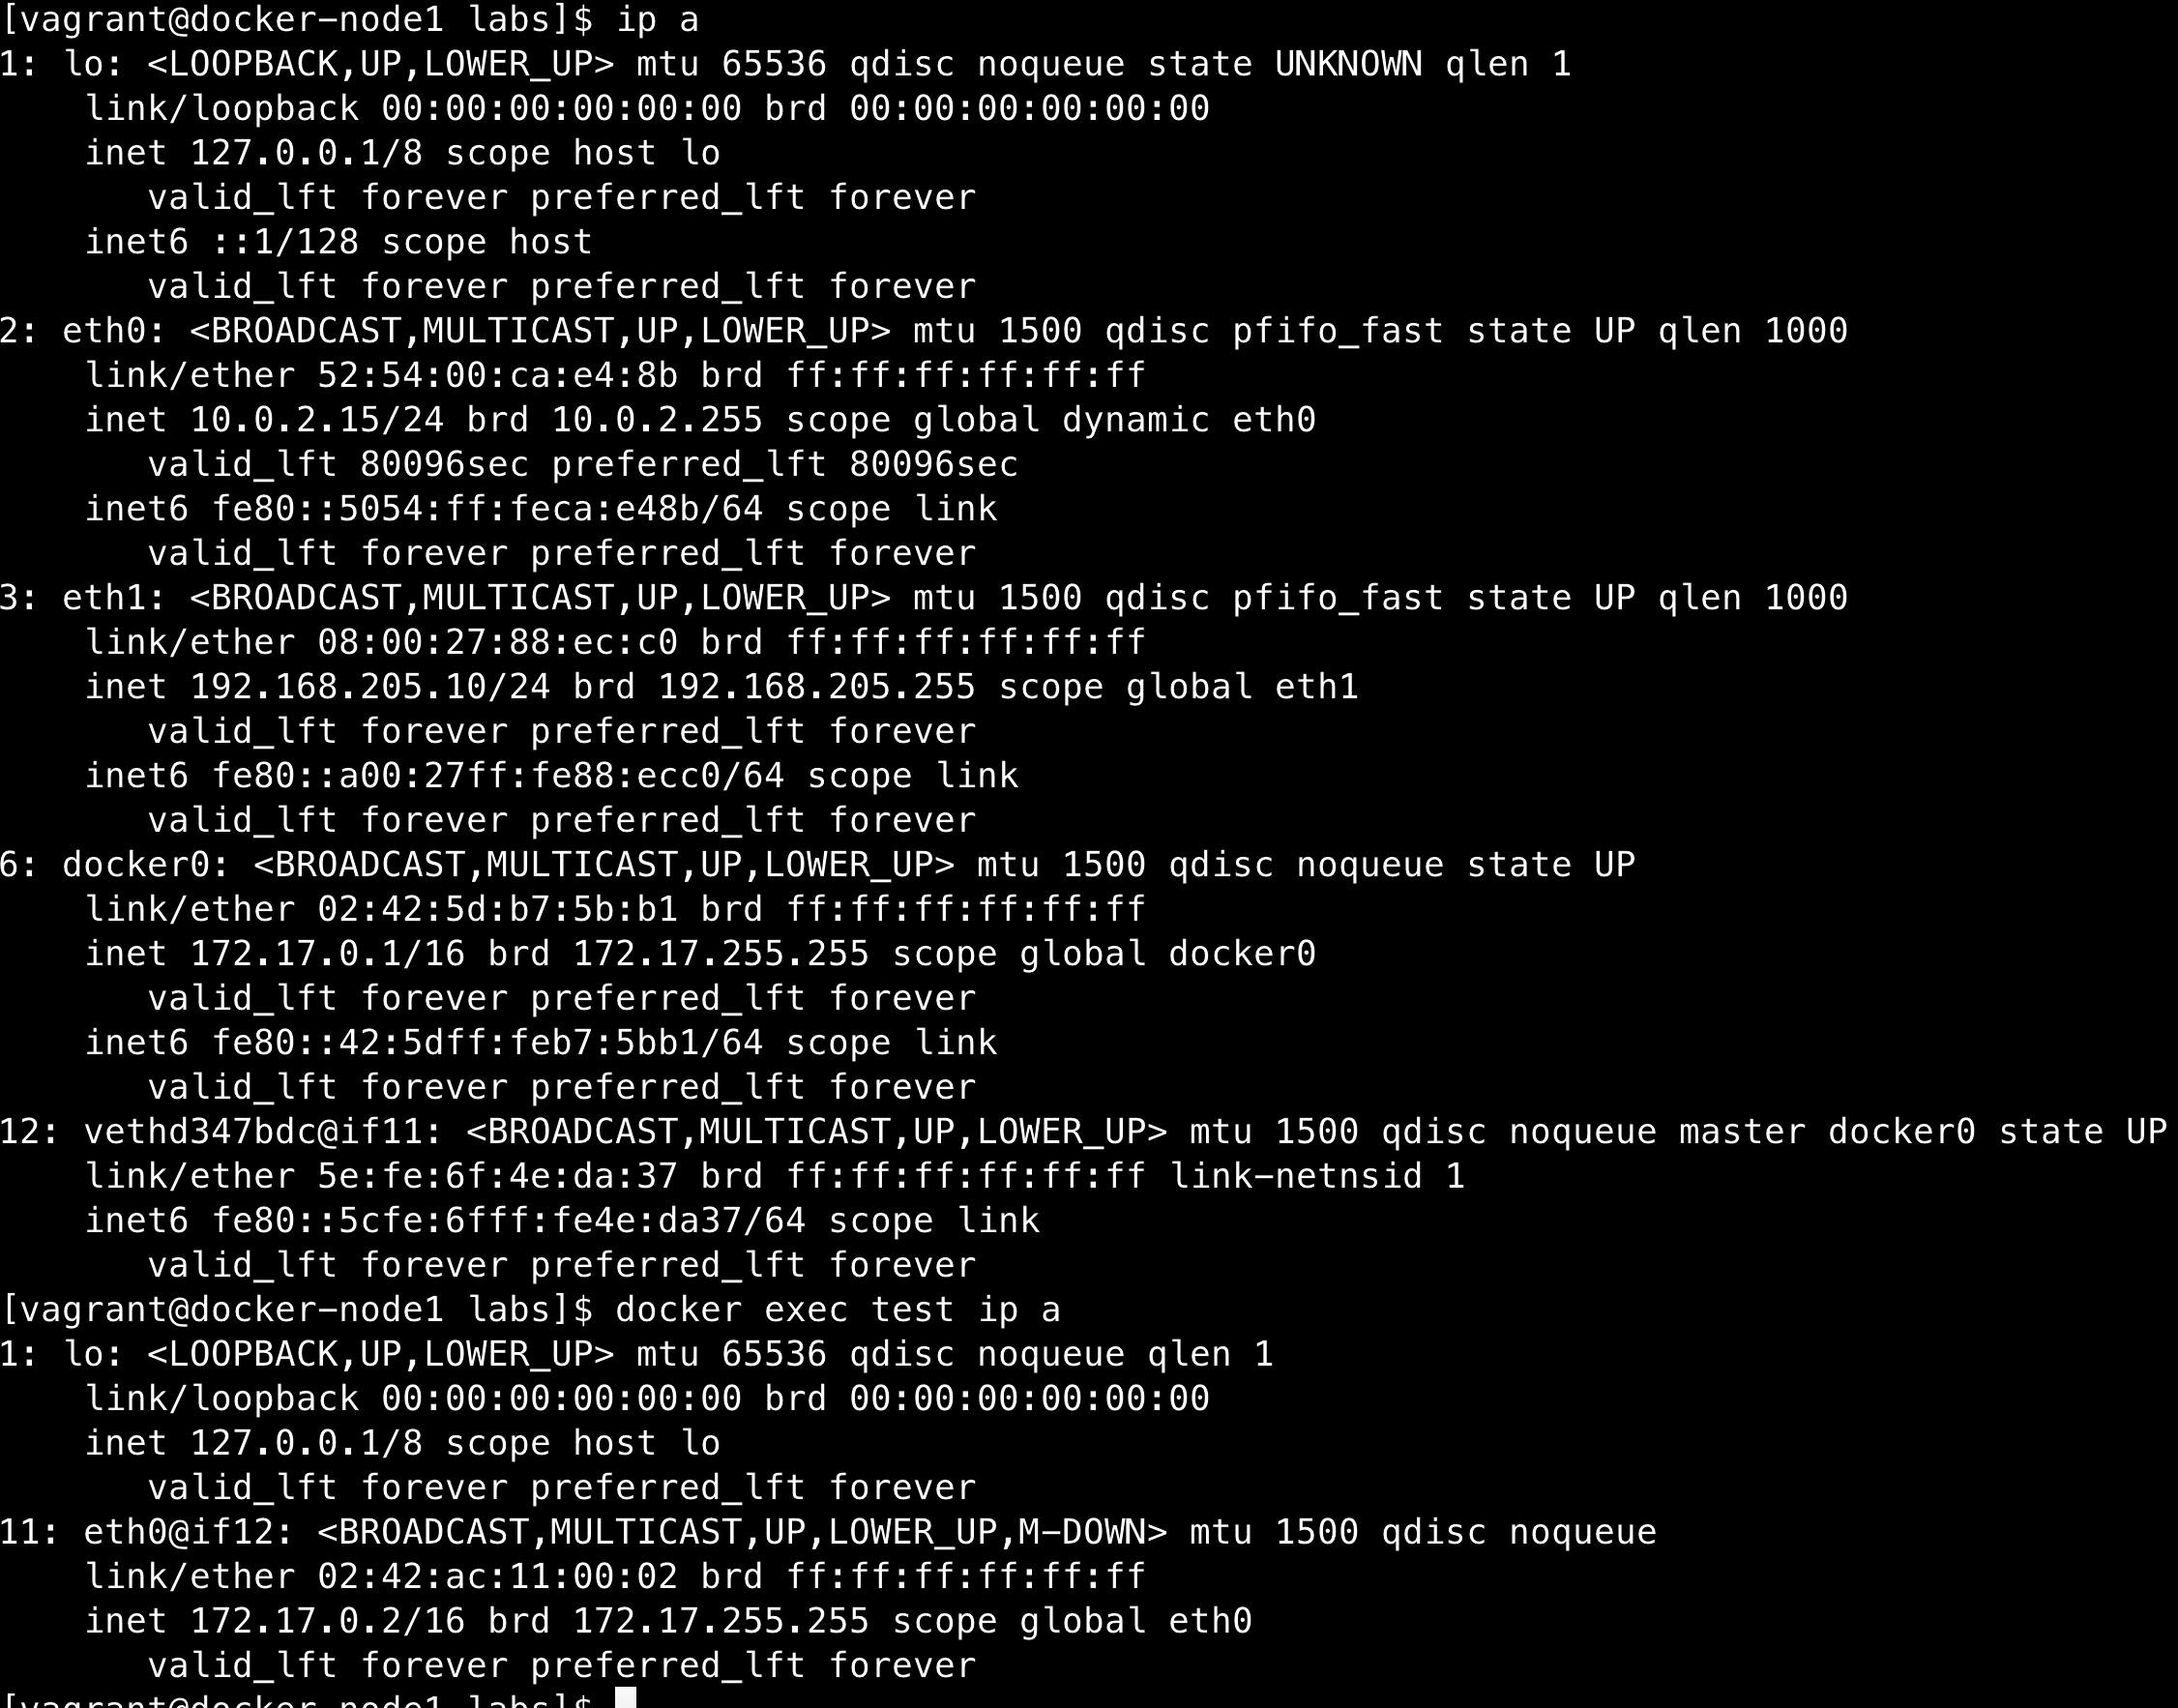 [vagrant@docker-node1 labs]$ ip a
1: lo: <LOOPBACK,UP,LOWER_UP> mtu 65536 qdisc noqueue state UNKNOWN qlen 1
    link/loopback 00:00:00:00:00:00 brd 00:00:00:00:00:00
    inet 127.0.0.1/8 scope host lo
       valid_lft forever preferred_lft forever
    inet6 ::1/128 scope host
       valid_lft forever preferred_lft forever
2: eth0: <BROADCAST,MULTICAST,UP,LOWER_UP> mtu 1500 qdisc pfifo_fast state UP qlen 1000
    link/ether 52:54:00:ca:e4:8b brd ff:ff:ff:ff:ff:ff
    inet 10.0.2.15/24 brd 10.0.2.255 scope global dynamic eth0
       valid_lft 80096sec preferred_lft 80096sec
    inet6 fe80::5054:ff:feca:e48b/64 scope link
       valid_lft forever preferred_lft forever
3: eth1: <BROADCAST,MULTICAST,UP,LOWER_UP> mtu 1500 qdisc pfifo_fast state UP qlen 1000
    link/ether 08:00:27:88:ec:c0 brd ff:ff:ff:ff:ff:ff
    inet 192.168.205.10/24 brd 192.168.205.255 scope global eth1
       valid_lft forever preferred_lft forever
    inet6 fe80::a00:27ff:fe88:ecc0/64 scope link
       valid_lft forever preferred_lft forever
6: docker0: <BROADCAST,MULTICAST,UP,LOWER_UP> mtu 1500 qdisc noqueue state UP
    link/ether 02:42:5d:b7:5b:b1 brd ff:ff:ff:ff:ff:ff
    inet 172.17.0.1/16 brd 172.17.255.255 scope global docker0
       valid_lft forever preferred_lft forever
    inet6 fe80::42:5dff:feb7:5bb1/64 scope link
       valid_lft forever preferred_lft forever
12: vethd347bdc@if11: <BROADCAST,MULTICAST,UP,LOWER_UP> mtu 1500 qdisc noqueue master docker0 state UP
    link/ether 5e:fe:6f:4e:da:37 brd ff:ff:ff:ff:ff:ff link-netnsid 1
    inet6 fe80::5cfe:6fff:fe4e:da37/64 scope link
       valid_lft forever preferred_lft forever
[vagrant@docker-node1 labs]$ docker exec test ip a
1: lo: <LOOPBACK,UP,LOWER_UP> mtu 65536 qdisc noqueue qlen 1
    link/loopback 00:00:00:00:00:00 brd 00:00:00:00:00:00
    inet 127.0.0.1/8 scope host lo
       valid_lft forever preferred_lft forever
11: eth0@if12: <BROADCAST,MULTICAST,UP,LOWER_UP,M-DOWN> mtu 1500 qdisc noqueue
    link/ether 02:42:ac:11:00:02 brd ff:ff:ff:ff:ff:ff
    inet 172.17.0.2/16 brd 172.17.255.255 scope global eth0
       valid_lft forever preferred_lft forever
[vagrant@docker-node1 labs]$